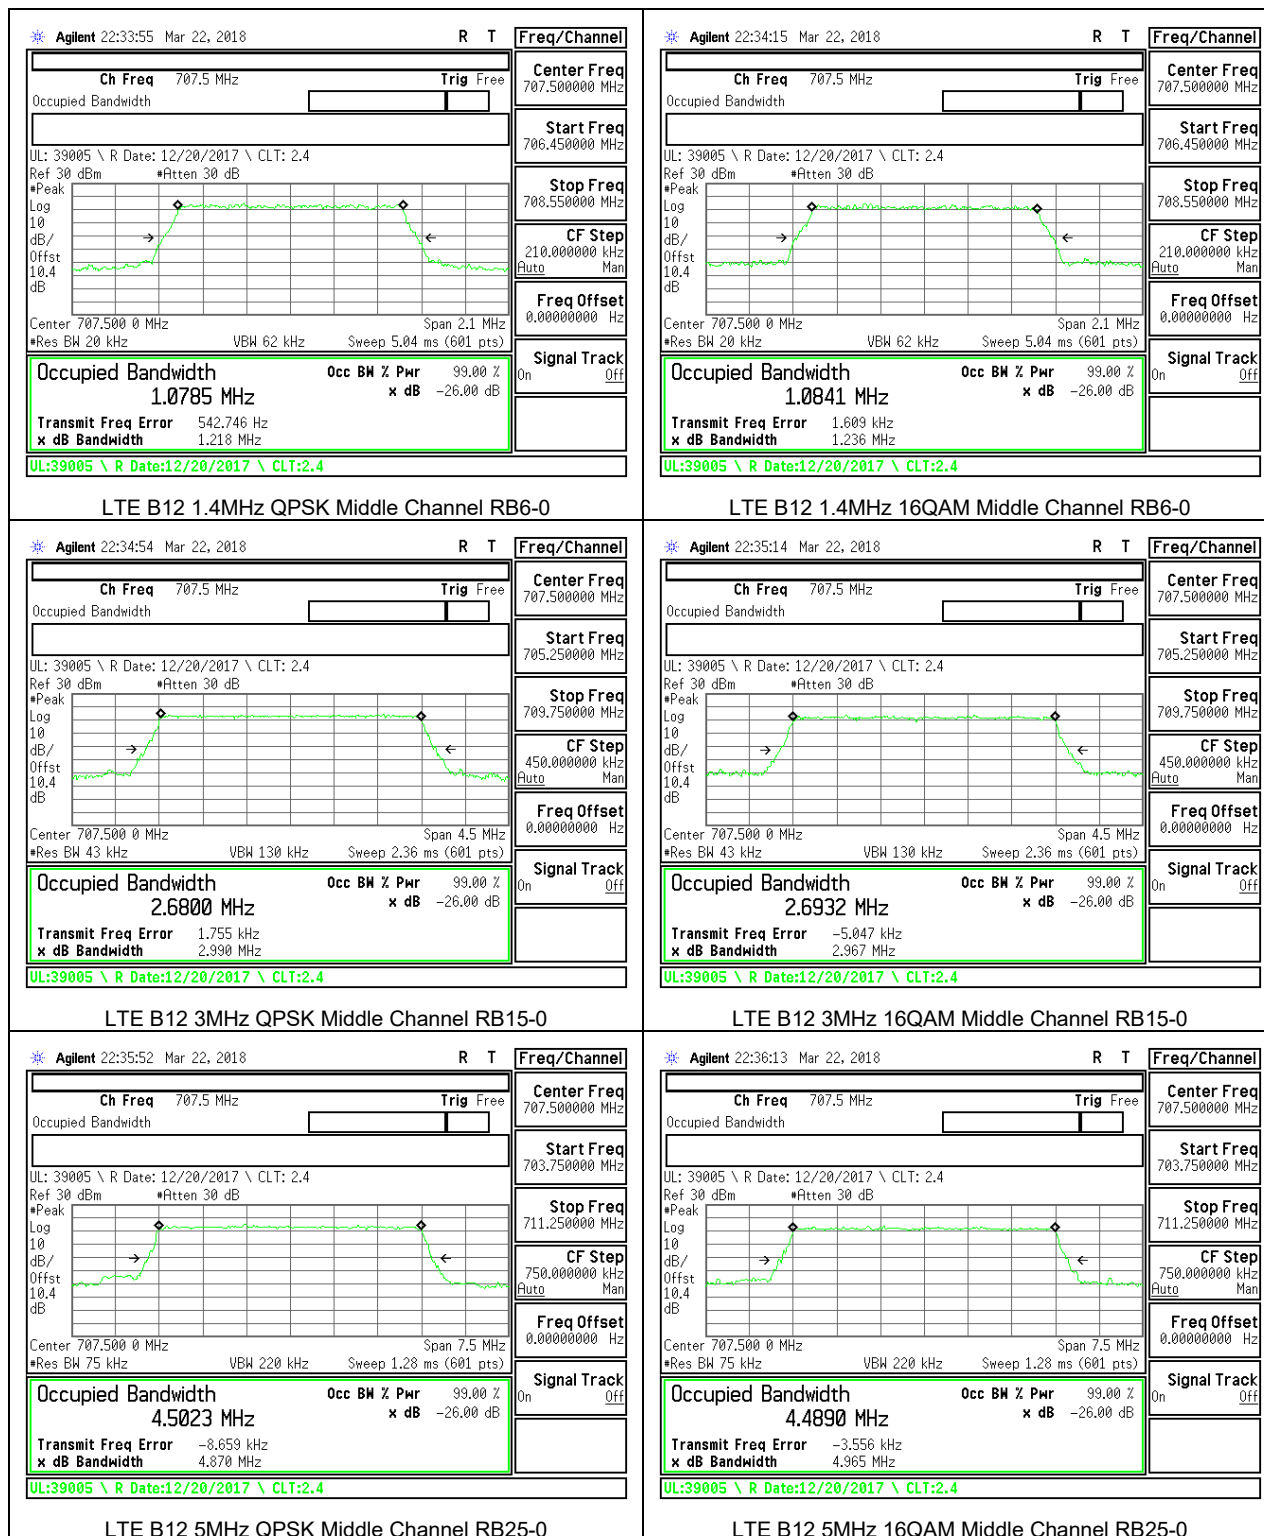 Agilent 22:33:55 Mar 22, 2018 R T Freq/Channel
Ch Freq 707.5 MHz Trig Free
Occupied Bandwidth
Center Freq
707.500000 MHz
Start Freq
706.450000 MHz
UL: 39005 \ R Date: 12/20/2017 \ CLT: 2.4
Ref 30 dBm #Atten 30 dB
#Peak
Log
10
dB/
Offst
10.4
dB
Stop Freq
708.550000 MHz
CF Step
210.000000 kHz
Auto Man
Freq Offset
0.00000000 Hz
Center 707.500 0 MHz Span 2.1 MHz
#Res BW 20 kHz VBW 62 kHz Sweep 5.04 ms (601 pts)
Signal Track
On Off
Occupied Bandwidth Occ BW % Pwr 99.00 %
1.0785 MHz x dB -26.00 dB
Transmit Freq Error 542.746 Hz
x dB Bandwidth 1.218 MHz
UL:39005 \ R Date:12/20/2017 \ CLT:2.4
LTE B12 1.4MHz QPSK Middle Channel RB6-0
Agilent 22:34:15 Mar 22, 2018 R T Freq/Channel
Ch Freq 707.5 MHz Trig Free
Occupied Bandwidth
Center Freq
707.500000 MHz
Start Freq
706.450000 MHz
UL: 39005 \ R Date: 12/20/2017 \ CLT: 2.4
Ref 30 dBm #Atten 30 dB
#Peak
Log
10
dB/
Offst
10.4
dB
Stop Freq
708.550000 MHz
CF Step
210.000000 kHz
Auto Man
Freq Offset
0.00000000 Hz
Center 707.500 0 MHz Span 2.1 MHz
#Res BW 20 kHz VBW 62 kHz Sweep 5.04 ms (601 pts)
Signal Track
On Off
Occupied Bandwidth Occ BW % Pwr 99.00 %
1.0841 MHz x dB -26.00 dB
Transmit Freq Error 1.609 kHz
x dB Bandwidth 1.236 MHz
UL:39005 \ R Date:12/20/2017 \ CLT:2.4
LTE B12 1.4MHz 16QAM Middle Channel RB6-0
Agilent 22:34:54 Mar 22, 2018 R T Freq/Channel
Ch Freq 707.5 MHz Trig Free
Occupied Bandwidth
Center Freq
707.500000 MHz
Start Freq
705.250000 MHz
UL: 39005 \ R Date: 12/20/2017 \ CLT: 2.4
Ref 30 dBm #Atten 30 dB
#Peak
Log
10
dB/
Offst
10.4
dB
Stop Freq
709.750000 MHz
CF Step
450.000000 kHz
Auto Man
Freq Offset
0.00000000 Hz
Center 707.500 0 MHz Span 4.5 MHz
#Res BW 43 kHz VBW 130 kHz Sweep 2.36 ms (601 pts)
Signal Track
On Off
Occupied Bandwidth Occ BW % Pwr 99.00 %
2.6800 MHz x dB -26.00 dB
Transmit Freq Error 1.755 kHz
x dB Bandwidth 2.990 MHz
UL:39005 \ R Date:12/20/2017 \ CLT:2.4
LTE B12 3MHz QPSK Middle Channel RB15-0
Agilent 22:35:14 Mar 22, 2018 R T Freq/Channel
Ch Freq 707.5 MHz Trig Free
Occupied Bandwidth
Center Freq
707.500000 MHz
Start Freq
705.250000 MHz
UL: 39005 \ R Date: 12/20/2017 \ CLT: 2.4
Ref 30 dBm #Atten 30 dB
#Peak
Log
10
dB/
Offst
10.4
dB
Stop Freq
709.750000 MHz
CF Step
450.000000 kHz
Auto Man
Freq Offset
0.00000000 Hz
Center 707.500 0 MHz Span 4.5 MHz
#Res BW 43 kHz VBW 130 kHz Sweep 2.36 ms (601 pts)
Signal Track
On Off
Occupied Bandwidth Occ BW % Pwr 99.00 %
2.6932 MHz x dB -26.00 dB
Transmit Freq Error -5.047 kHz
x dB Bandwidth 2.967 MHz
UL:39005 \ R Date:12/20/2017 \ CLT:2.4
LTE B12 3MHz 16QAM Middle Channel RB15-0
Agilent 22:35:52 Mar 22, 2018 R T Freq/Channel
Ch Freq 707.5 MHz Trig Free
Occupied Bandwidth
Center Freq
707.500000 MHz
Start Freq
703.750000 MHz
UL: 39005 \ R Date: 12/20/2017 \ CLT: 2.4
Ref 30 dBm #Atten 30 dB
#Peak
Log
10
dB/
Offst
10.4
dB
Stop Freq
711.250000 MHz
CF Step
750.000000 kHz
Auto Man
Freq Offset
0.00000000 Hz
Center 707.500 0 MHz Span 7.5 MHz
#Res BW 75 kHz VBW 220 kHz Sweep 1.28 ms (601 pts)
Signal Track
On Off
Occupied Bandwidth Occ BW % Pwr 99.00 %
4.5023 MHz x dB -26.00 dB
Transmit Freq Error -8.659 kHz
x dB Bandwidth 4.870 MHz
UL:39005 \ R Date:12/20/2017 \ CLT:2.4
LTE B12 5MHz QPSK Middle Channel RB25-0
Agilent 22:36:13 Mar 22, 2018 R T Freq/Channel
Ch Freq 707.5 MHz Trig Free
Occupied Bandwidth
Center Freq
707.500000 MHz
Start Freq
703.750000 MHz
UL: 39005 \ R Date: 12/20/2017 \ CLT: 2.4
Ref 30 dBm #Atten 30 dB
#Peak
Log
10
dB/
Offst
10.4
dB
Stop Freq
711.250000 MHz
CF Step
750.000000 kHz
Auto Man
Freq Offset
0.00000000 Hz
Center 707.500 0 MHz Span 7.5 MHz
#Res BW 75 kHz VBW 220 kHz Sweep 1.28 ms (601 pts)
Signal Track
On Off
Occupied Bandwidth Occ BW % Pwr 99.00 %
4.4890 MHz x dB -26.00 dB
Transmit Freq Error -3.556 kHz
x dB Bandwidth 4.965 MHz
UL:39005 \ R Date:12/20/2017 \ CLT:2.4
LTE B12 5MHz 16QAM Middle Channel RB25-0